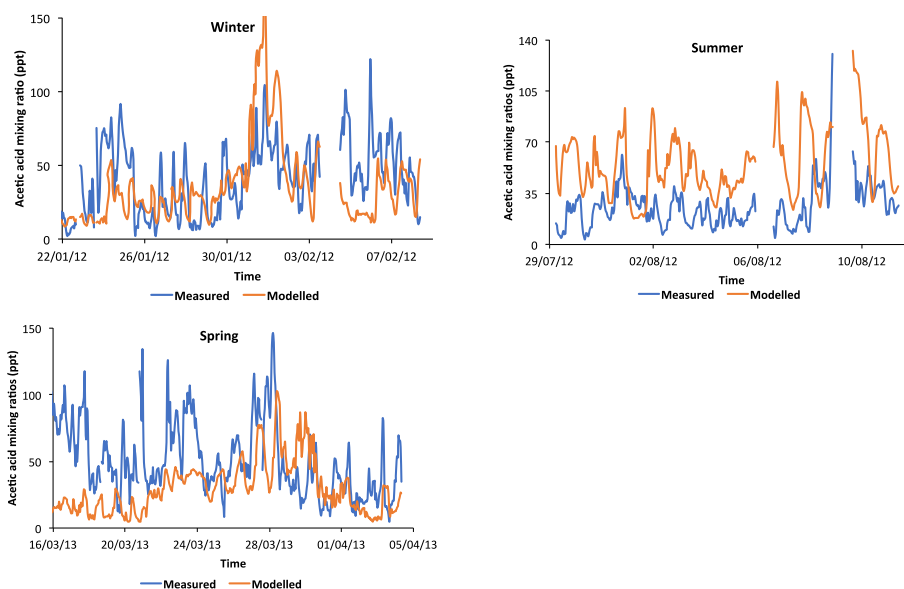 Winter
Acetic acid mixing ratio (ppt)
150
100
50
0
22/01/12 26/01/12 30/01/12 03/02/12 07/02/12
Time
Measured Modelled
Summer
Acetic acid mixing ratios (ppt)
140
105
70
35
0
29/07/12 02/08/12 06/08/12 10/08/12
Time
Measured Modelled
Spring
Acetic acid mixing ratios (ppt)
150
100
50
0
16/03/13 20/03/13 24/03/13 28/03/13 01/04/13 05/04/13
Time
Measured Modelled